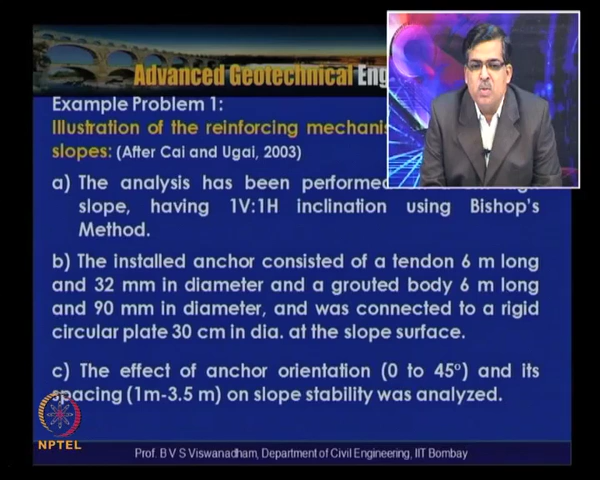 Advanced Geotechnical Eng
Example Problem 1:
Illustration of the reinforcing mechanis
slopes: (After Cai and Ugai, 2003)
a) The analysis has been performed
slope, having 1V:1H inclination using Bishop's
Method.
b) The installed anchor consisted of a tendon 6 m long
and 32 mm in diameter and a grouted body 6 m long
and 90 mm in diameter, and was connected to a rigid
circular plate 30 cm in dia. at the slope surface.
c) The effect of anchor orientation (0 to 45°) and its
spacing (1m-3.5 m) on slope stability was analyzed.
NPTEL
Prof. B V S Viswanadham, Department of Civil Engineering, IIT Bombay